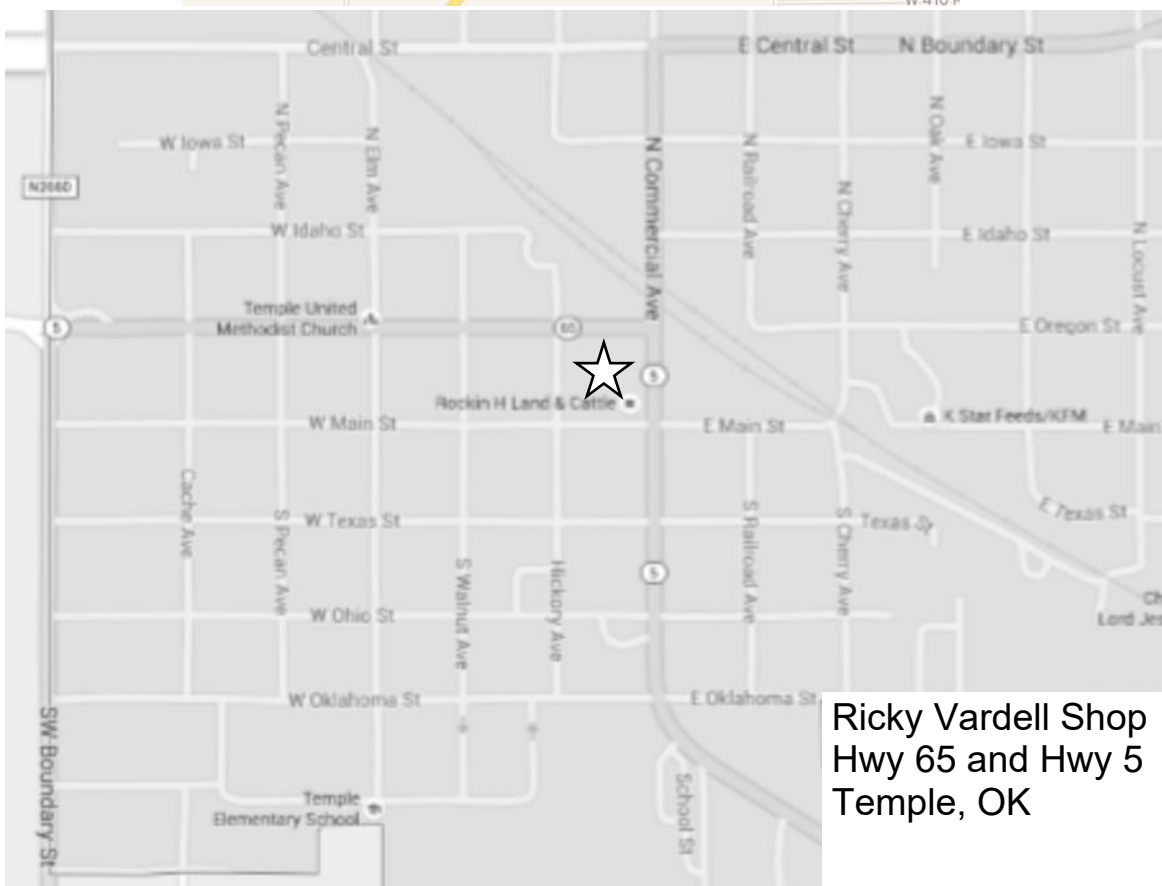 Central St
E Central St
N Boundary St
W Iowa St
N Pecan Ave
N Elm Ave
N Commercial Ave
N Railroad Ave
N Cherry Ave
N Oak Ave
E Iowa St
N266D
W Idaho St
E Idaho St
N Locust Ave
Temple United
Methodist Church
5
65
E Oregon St
5
Rockin H Land & Cattle
K Star Feeds/KFM
W Main St
E Main St
E Main
Cache Ave
S Pecan Ave
W Texas St
S Railroad Ave
S Cherry Ave
Texas St
E Texas St
S Walnut Ave
Hickory Ave
5
W Ohio St
Ch
Lord Jes
W Oklahoma St
E Oklahoma St
SW Boundary St
School St
Temple
Elementary School
Ricky Vardell Shop
Hwy 65 and Hwy 5
Temple, OK